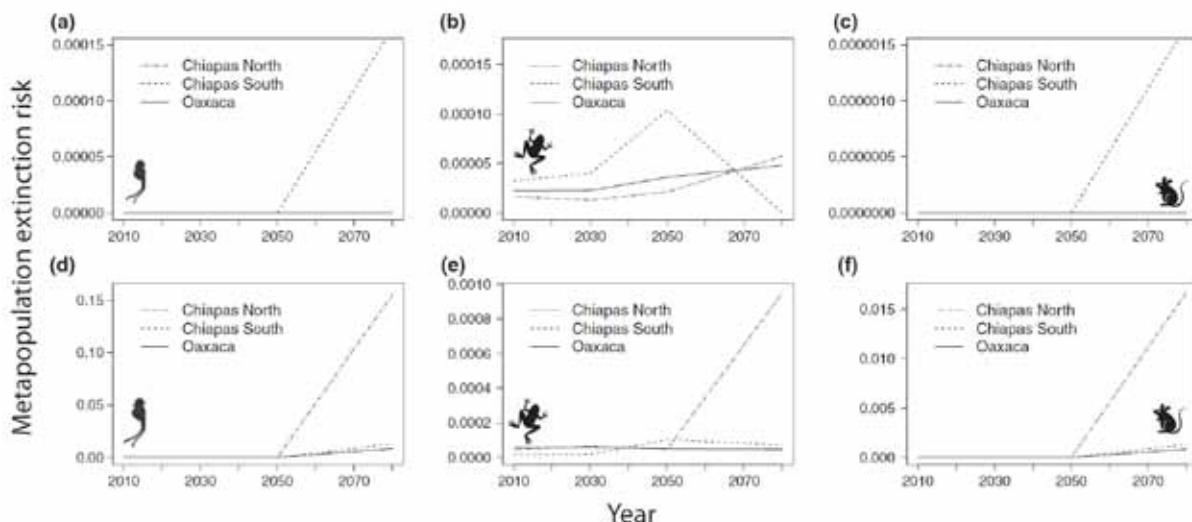 Metapopulation extinction risk
(a)
0.00015
0.00010
0.00005
0.00000
Chiapas North
Chiapas South
Oaxaca
2010 2030 2050 2070
(b)
0.00015
0.00010
0.00005
0.00000
Chiapas North
Chiapas South
Oaxaca
2010 2030 2050 2070
(c)
0.0000015
0.0000010
0.0000005
0.0000000
Chiapas North
Chiapas South
Oaxaca
2010 2030 2050 2070
(d)
0.15
0.10
0.05
0.00
Chiapas North
Chiapas South
Oaxaca
2010 2030 2050 2070
(e)
0.0010
0.0008
0.0006
0.0004
0.0002
0.0000
Chiapas North
Chiapas South
Oaxaca
2010 2030 2050 2070
(f)
0.015
0.010
0.005
0.000
Chiapas North
Chiapas South
Oaxaca
2010 2030 2050 2070
Year